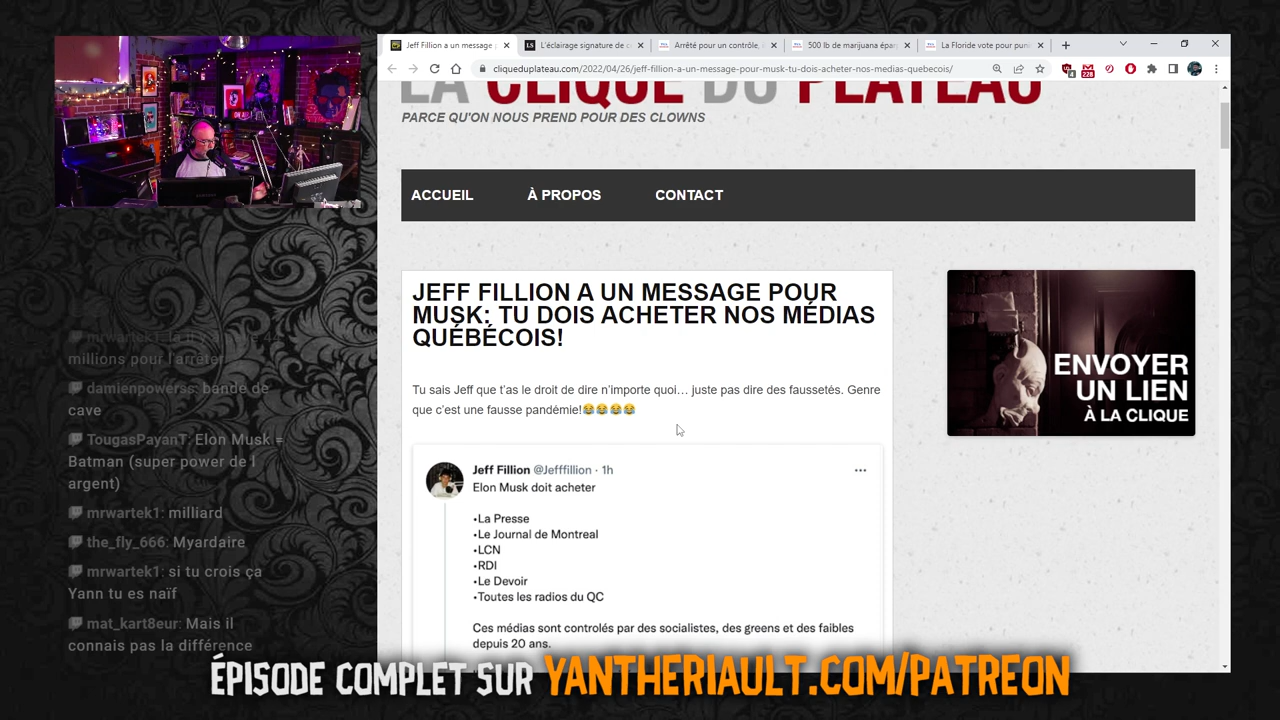 Jeff Fillion a un message
L'éclairage signature de c
Arrêté pour un contrôle,
500 lb de marijuana épar
La Floride vote pour puni
cliqueduplateau.com/2022/04/26/jeff-fillion-a-un-message-pour-musk-tu-dois-acheter-nos-medias-quebecois/
LA CLIQUE DU PLATEAU
PARCE QU'ON NOUS PREND POUR DES CLOWNS
ACCUEIL À PROPOS CONTACT
JEFF FILLION A UN MESSAGE POUR
MUSK: TU DOIS ACHETER NOS MÉDIAS
QUÉBÉCOIS!
Tu sais Jeff que t'as le droit de dire n'importe quoi… juste pas dire des faussetés. Genre
que c'est une fausse pandémie!😂😂😂😂
Jeff Fillion @Jefffillion · 1h
Elon Musk doit acheter
•La Presse
•Le Journal de Montreal
•LCN
•RDI
•Le Devoir
•Toutes les radios du QC
Ces médias sont controlés par des socialistes, des greens et des faibles
depuis 20 ans.
ENVOYER
UN LIEN
À LA CLIQUE
millions pour l'arrêter
damienpowerss: bande de
cave
TougasPayanT: Elon Musk =
Batman (super power de l
argent)
mrwartek1: milliard
the_fly_666: Myardaire
mrwartek1: si tu crois ça
Yann tu es naïf
mat_kart8eur: Mais il
connais pas la différence
ÉPISODE COMPLET SUR YANTHERIAULT.COM/PATREON